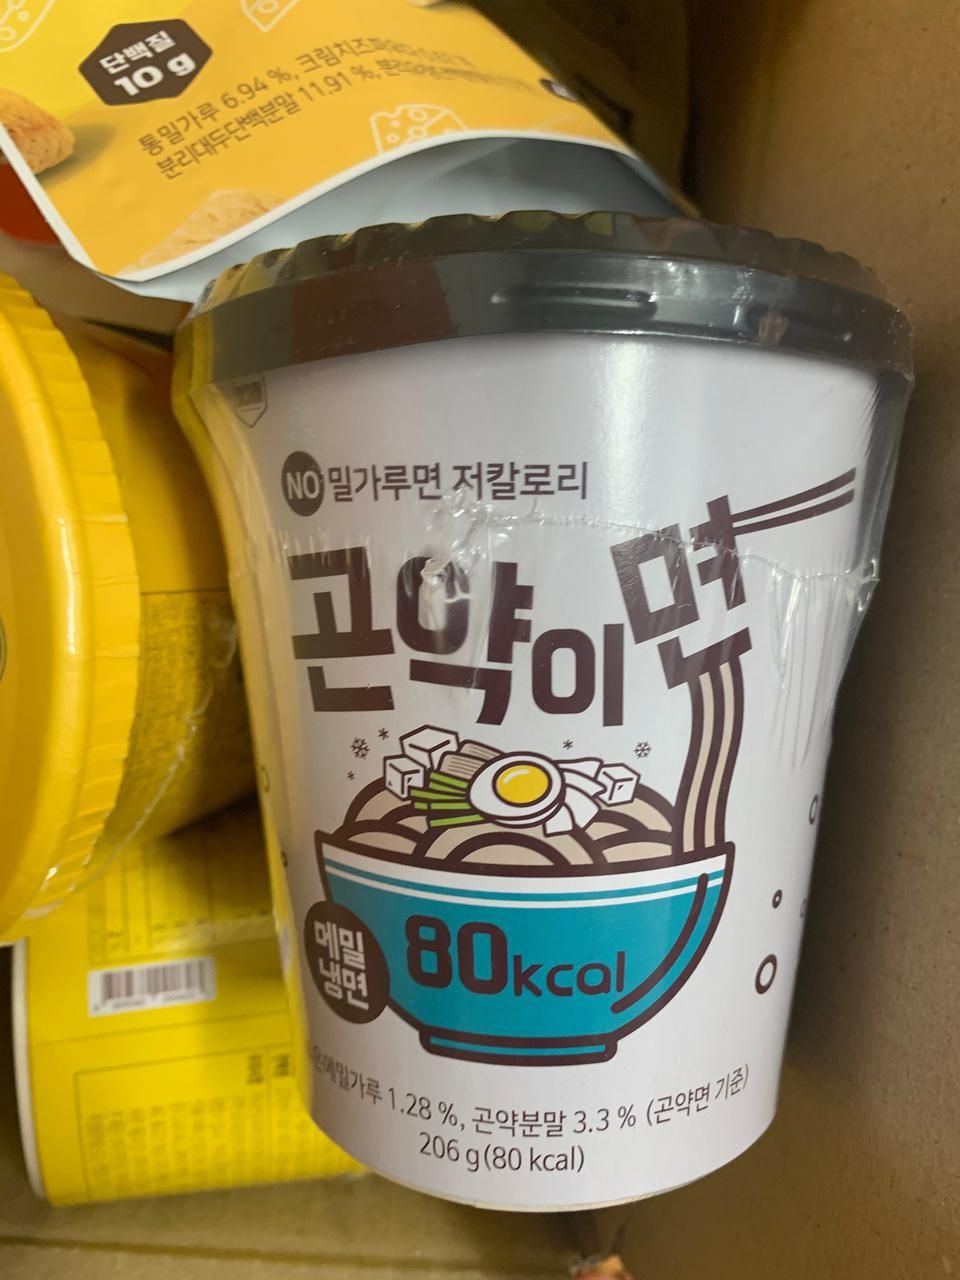 단백질
10 g
통밀가루 6.94 %, 크림치즈
분리대두단백분말 11.91 %,
NO 밀가루면 저칼로리
곤약이면
메밀
냉면
80kcal
메밀가루 1.28 %, 곤약분말 3.3 % (곤약면 기준)
206 g(80 kcal)